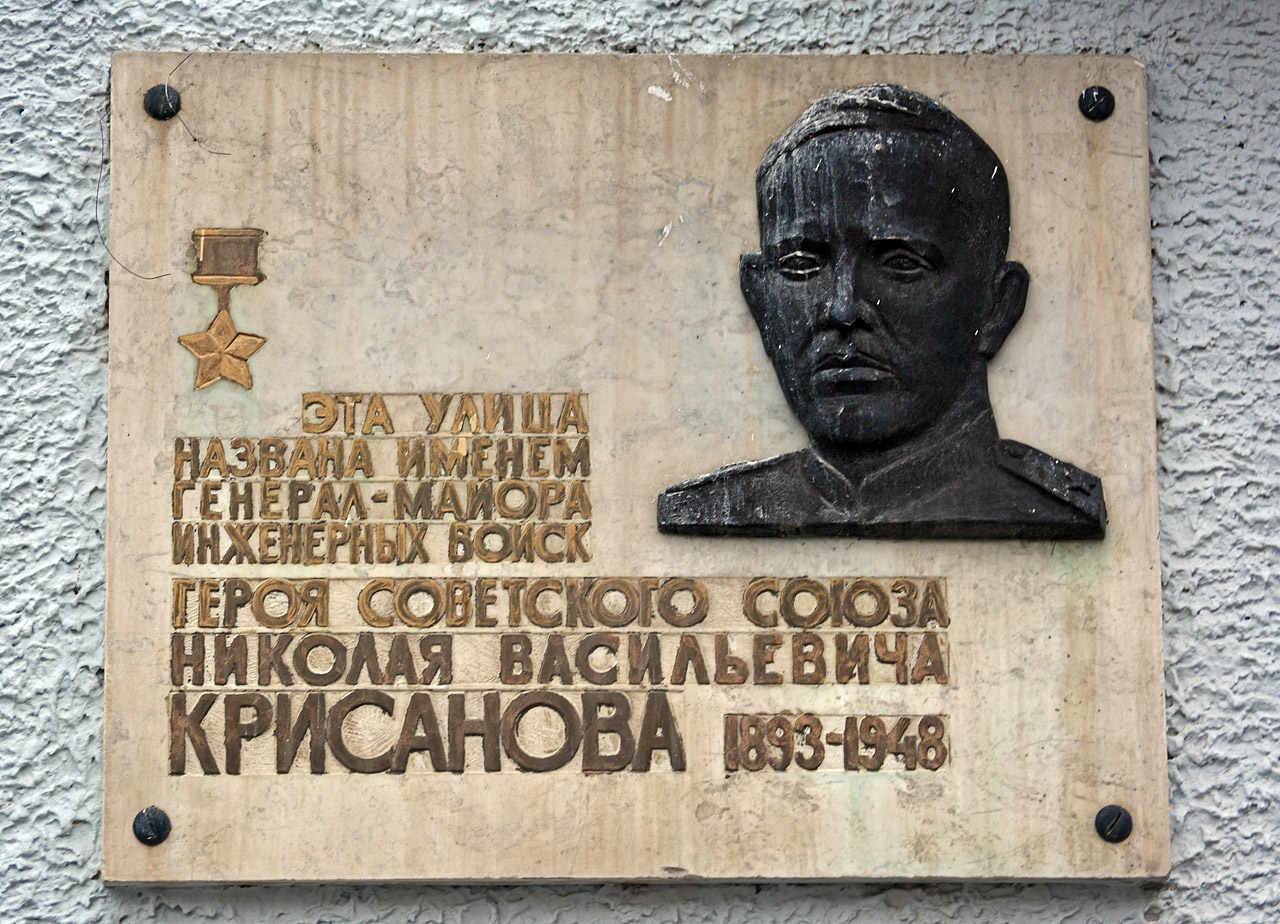 ЭТА УЛИЦА
НАЗВАНА ИМЕНЕМ
ГЕНЕРАЛ-МАЙОРА
ИНЖЕНЕРНЫХ ВОЙСК
ГЕРОЯ СОВЕТСКОГО СОЮЗА
НИКОЛАЯ ВАСИЛЬЕВИЧА
КРИСАНОВА 1893-1948